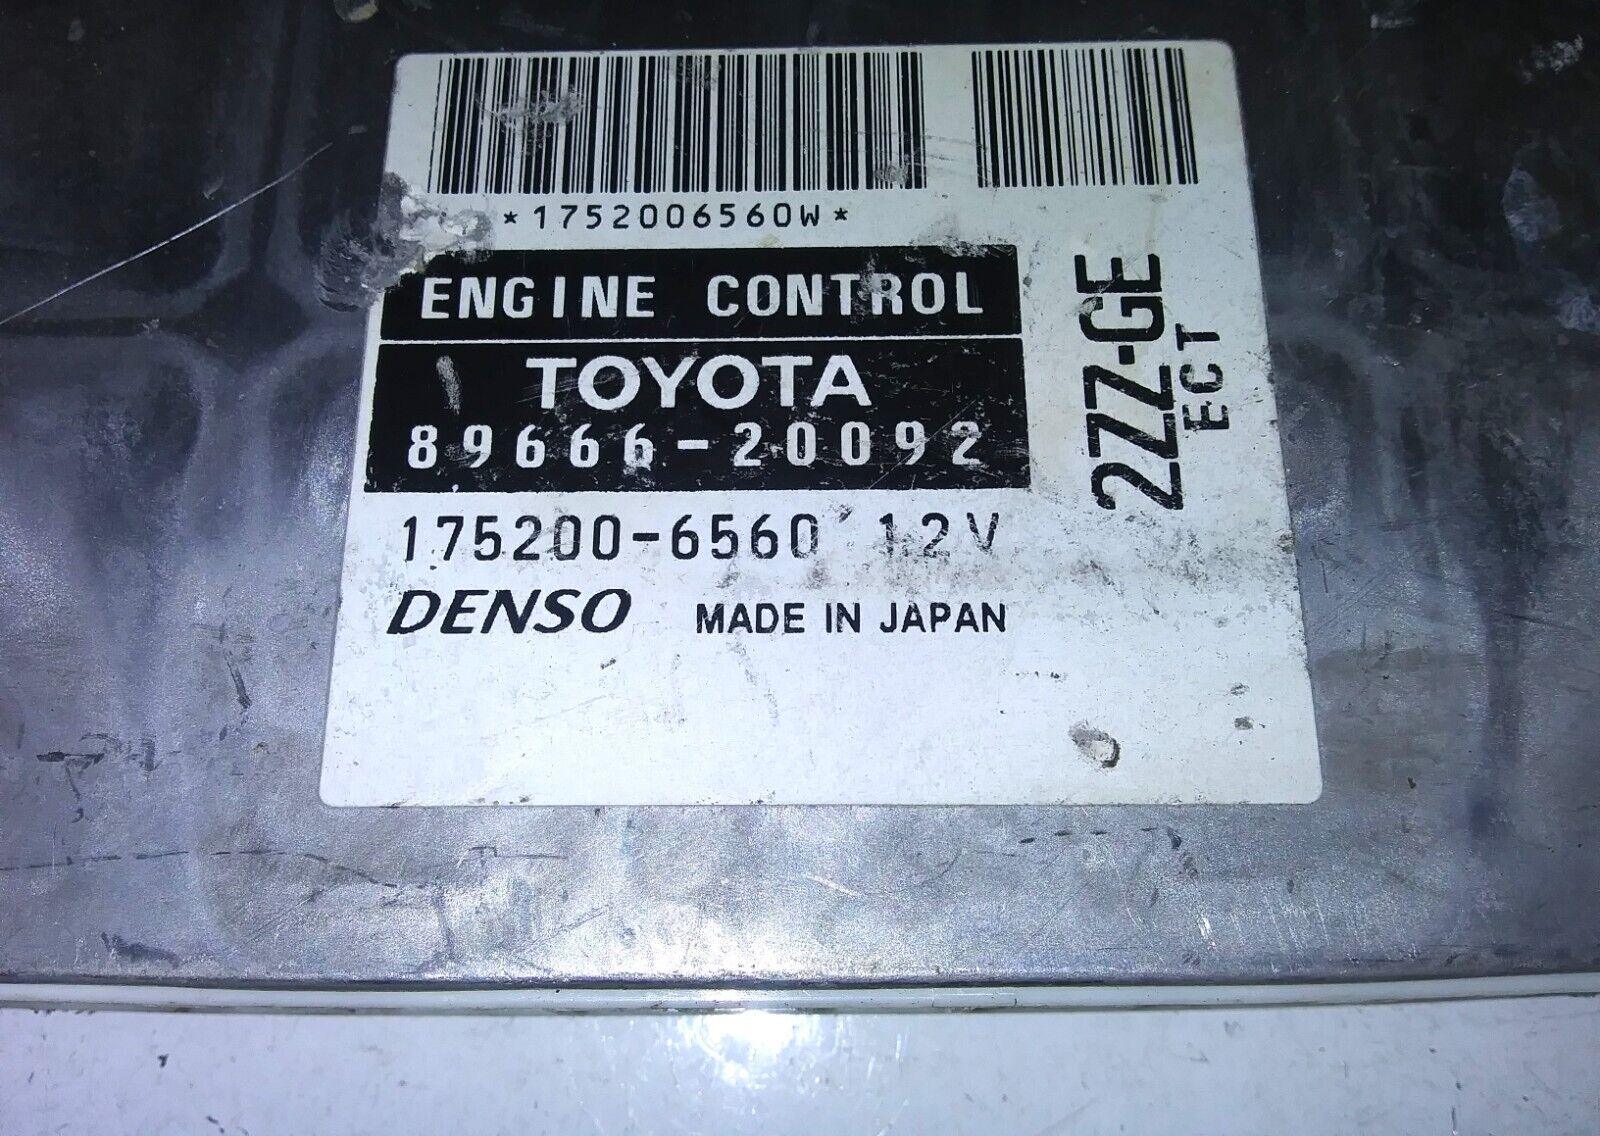 *1752006560W*
ENGINE CONTROL
TOYOTA
89666-20092
175200-6560 12V
DENSO MADE IN JAPAN
2ZZ-GE
ECT